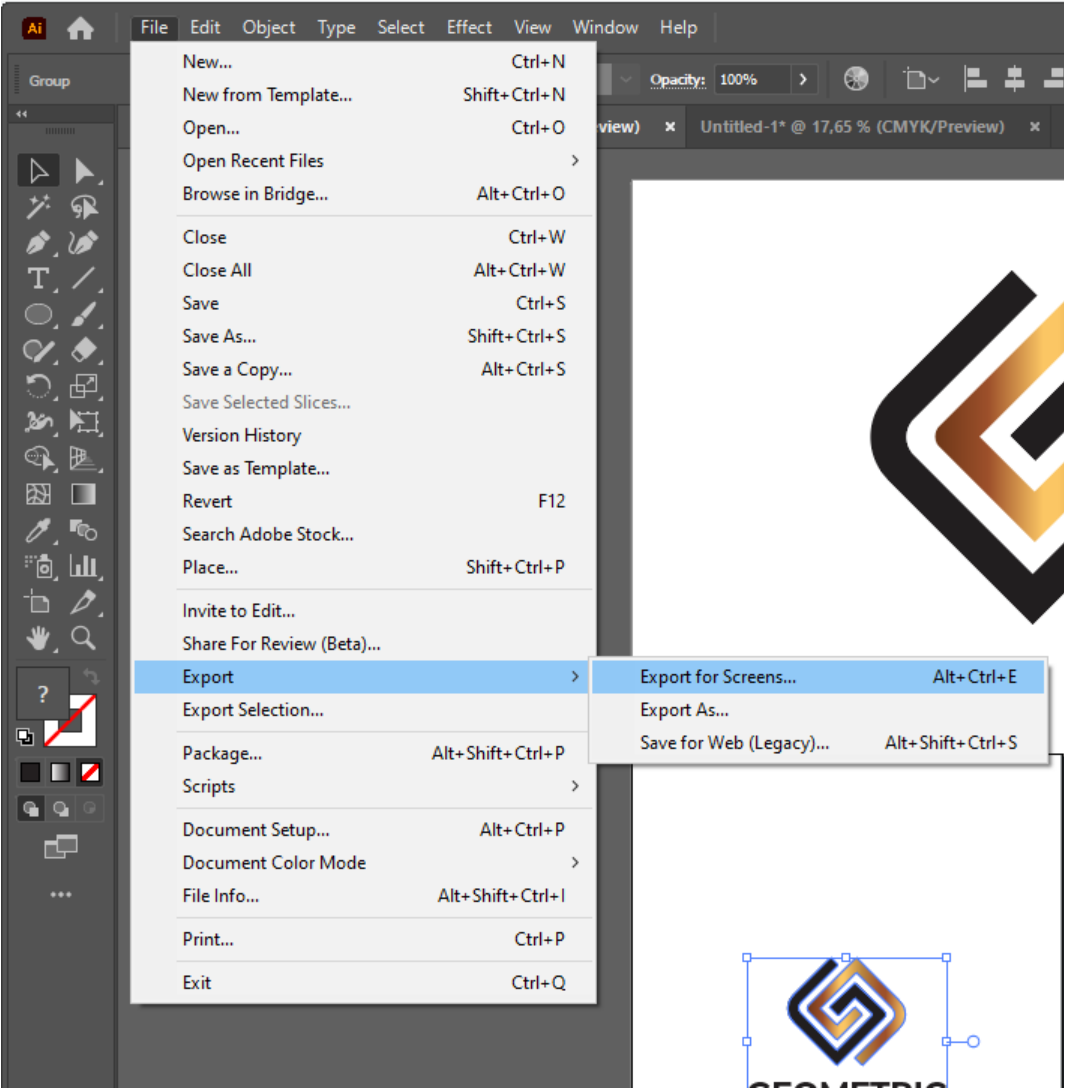 Ai File Edit Object Type Select Effect View Window Help
Group Opacity: 100%
view) × Untitled-1* @ 17,65 % (CMYK/Preview) ×
New... Ctrl+N
New from Template... Shift+Ctrl+N
Open... Ctrl+O
Open Recent Files
Browse in Bridge... Alt+Ctrl+O
Close Ctrl+W
Close All Alt+Ctrl+W
Save Ctrl+S
Save As... Shift+Ctrl+S
Save a Copy... Alt+Ctrl+S
Save Selected Slices...
Version History
Save as Template...
Revert F12
Search Adobe Stock...
Place... Shift+Ctrl+P
Invite to Edit...
Share For Review (Beta)...
Export Export for Screens... Alt+Ctrl+E
Export Selection... Export As...
Save for Web (Legacy)... Alt+Shift+Ctrl+S
Package... Alt+Shift+Ctrl+P
Scripts
Document Setup... Alt+Ctrl+P
Document Color Mode
File Info... Alt+Shift+Ctrl+I
Print... Ctrl+P
Exit Ctrl+Q
?
GEOMETRIC